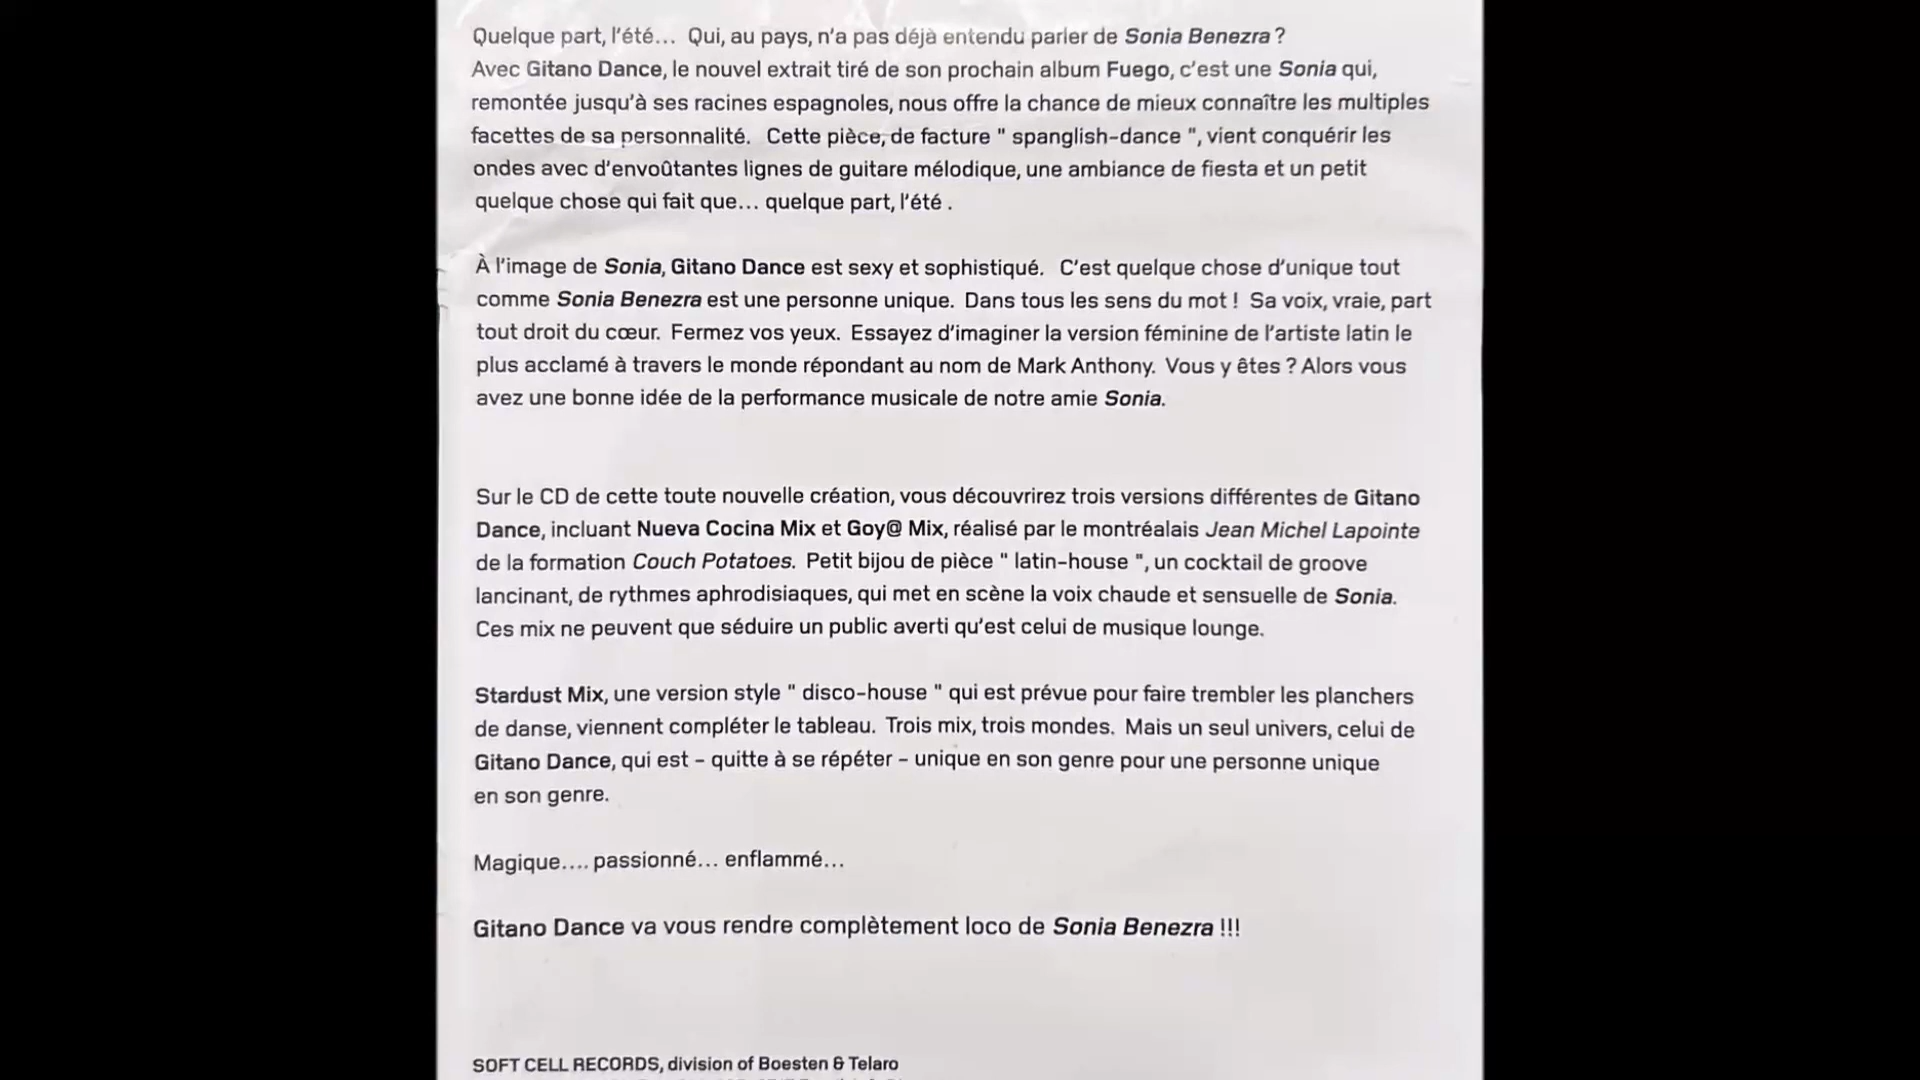 Quelque part, l'été... Qui, au pays, n'a pas déjà entendu parler de Sonia Benezra ?
Avec Gitano Dance, le nouvel extrait tiré de son prochain album Fuego, c'est une Sonia qui,
remontée jusqu'à ses racines espagnoles, nous offre la chance de mieux connaître les multiples
facettes de sa personnalité. Cette pièce, de facture " spanglish-dance ", vient conquérir les
ondes avec d'envoûtantes lignes de guitare mélodique, une ambiance de fiesta et un petit
quelque chose qui fait que... quelque part, l'été .
À l'image de Sonia, Gitano Dance est sexy et sophistiqué. C'est quelque chose d'unique tout
comme Sonia Benezra est une personne unique. Dans tous les sens du mot ! Sa voix, vraie, part
tout droit du cœur. Fermez vos yeux. Essayez d'imaginer la version féminine de l'artiste latin le
plus acclamé à travers le monde répondant au nom de Mark Anthony. Vous y êtes ? Alors vous
avez une bonne idée de la performance musicale de notre amie Sonia.
Sur le CD de cette toute nouvelle création, vous découvrirez trois versions différentes de Gitano
Dance, incluant Nueva Cocina Mix et Goy@ Mix, réalisé par le montréalais Jean Michel Lapointe
de la formation Couch Potatoes. Petit bijou de pièce " latin-house ", un cocktail de groove
lancinant, de rythmes aphrodisiaques, qui met en scène la voix chaude et sensuelle de Sonia.
Ces mix ne peuvent que séduire un public averti qu'est celui de musique lounge.
Stardust Mix, une version style " disco-house " qui est prévue pour faire trembler les planchers
de danse, viennent compléter le tableau. Trois mix, trois mondes. Mais un seul univers, celui de
Gitano Dance, qui est - quitte à se répéter - unique en son genre pour une personne unique
en son genre.
Magique.... passionné... enflammé...
Gitano Dance va vous rendre complètement loco de Sonia Benezra !!!
SOFT CELL RECORDS, division of Boesten & Telaro